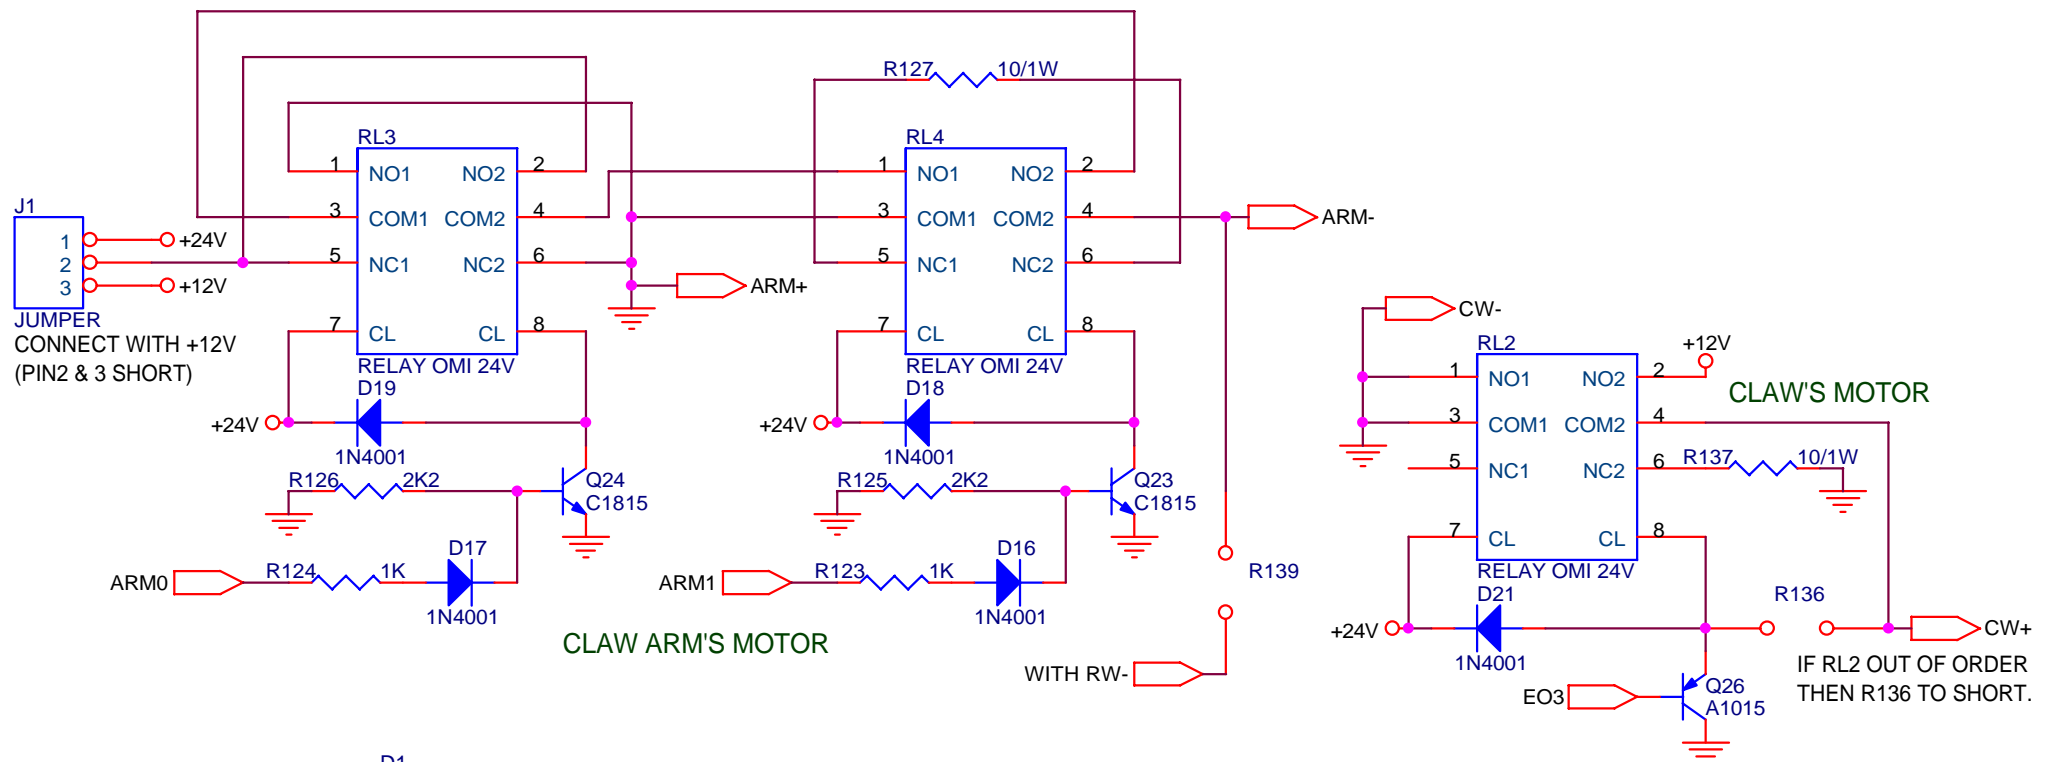 R127 10/1W
RL3
RL4
1 NO1 NO2 2
3 COM1 COM2 4
5 NC1 NC2 6
7 CL CL 8
RELAY OMI 24V
1 NO1 NO2 2
3 COM1 COM2 4
5 NC1 NC2 6
7 CL CL 8
RELAY OMI 24V
J1
1 +24V
2
3 +12V
JUMPER
CONNECT WITH +12V
(PIN2 & 3 SHORT)
ARM-
ARM+
D19
+24V
1N4001
R126 2K2
Q24
C1815
D17
ARM0 R124 1K
1N4001
D18
+24V
1N4001
R125 2K2
Q23
C1815
D16
ARM1 R123 1K
1N4001
CLAW ARM'S MOTOR
R139
WITH RW-
CW-
RL2
+12V
1 NO1 NO2 2
CLAW'S MOTOR
3 COM1 COM2 4
5 NC1 NC2 6 R137 10/1W
7 CL CL 8
RELAY OMI 24V
D21
R136
+24V
CW+
1N4001
IF RL2 OUT OF ORDER
THEN R136 TO SHORT.
EO3
Q26
A1015